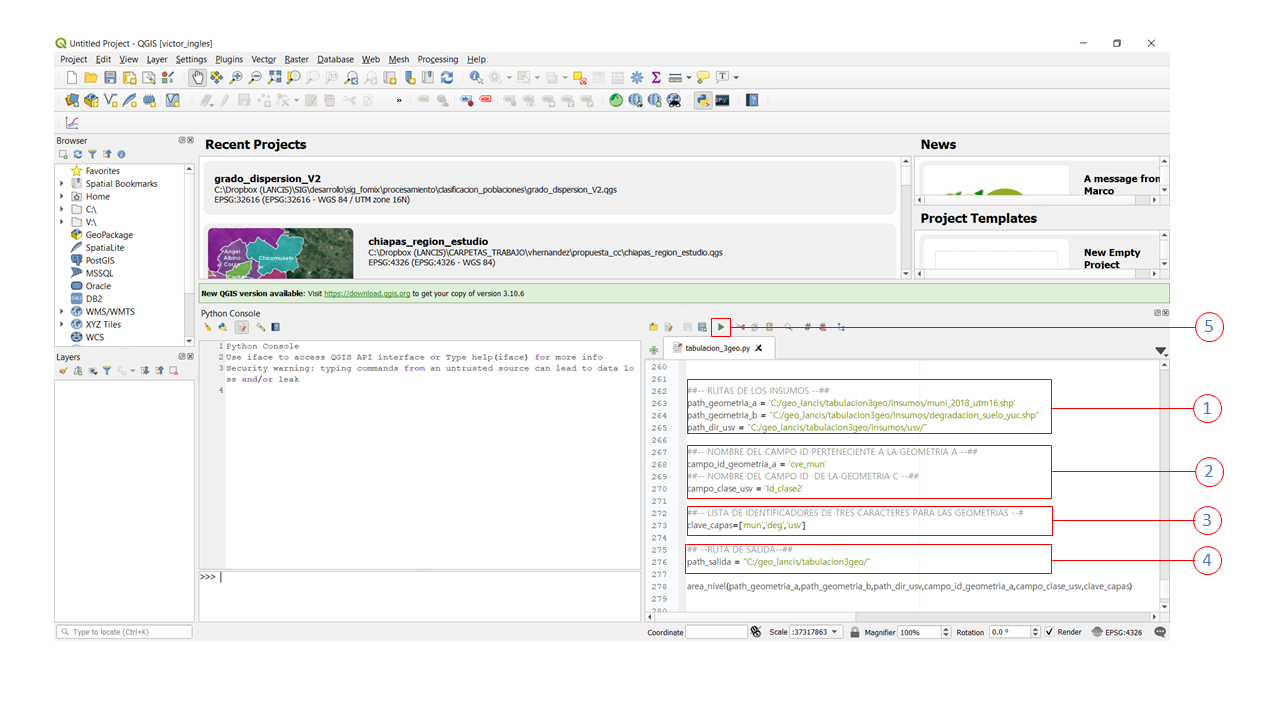 Untitled Project - QGIS [victor_ingles]
Project Edit View Layer Settings Plugins Vector Raster Database Web Mesh Processing Help
Browser
Favorites
Spatial Bookmarks
Home
C:\
V:\
GeoPackage
SpatiaLite
PostGIS
MSSQL
Oracle
DB2
WMS/WMTS
XYZ Tiles
WCS
Layers
Recent Projects
grado_dispersion_V2
C:\Dropbox (LANCIS)\SIG\desarrollo\sig_fomix\procesamiento\clasificacion_poblaciones\grado_dispersion_V2.qgs
EPSG:32616 (EPSG:32616 - WGS 84 / UTM zone 16N)
Angel
Albino
Corzo
Chicomuselo
chiapas_region_estudio
C:\Dropbox (LANCIS)\CARPETAS_TRABAJO\vhernandez\propuesta_cc\chiapas_region_estudio.qgs
EPSG:4326 (EPSG:4326 - WGS 84)
News
A message from
Marco
Project Templates
New Empty
Project
New QGIS version available: Visit https://download.qgis.org to get your copy of version 3.10.6
Python Console
1 Python Console
2 Use iface to access QGIS API interface or Type help(iface) for more info
3 Security warning: typing commands from an untrusted source can lead to data lo
ss and/or leak
4
>>>
tabulacion_3geo.py
260
261
262 ##-- RUTAS DE LOS INSUMOS --##
263 path_geometria_a = 'C:/geo_lancis/tabulacion3geo/insumos/muni_2018_utm16.shp'
264 path_geometria_b = "C:/geo_lancis/tabulacion3geo/insumos/degradacion_suelo_yuc.shp"
265 path_dir_usv = "C:/geo_lancis/tabulacion3geo/insumos/usv/"
266
267 ##-- NOMBRE DEL CAMPO ID PERTENECIENTE A LA GEOMETRIA A --##
268 campo_id_geometria_a = 'cve_mun'
269 ##-- NOMBRE DEL CAMPO ID DE LA GEOMETRIA C --##
270 campo_clase_usv = 'id_clase2'
271
272 ##-- LISTA DE IDENTIFICADORES DE TRES CARACTERES PARA LAS GEOMETRIAS --#
273 clave_capas=['mun','deg','usv']
274
275 ## --RUTA DE SALIDA--##
276 path_salida = "C:/geo_lancis/tabulacion3geo/"
277
278 area_nivel(path_geometria_a,path_geometria_b,path_dir_usv,campo_id_geometria_a,campo_clase_usv,clave_capas)
279
280
5
1
2
3
4
Type to locate (Ctrl+K)
Coordinate Scale :37317863 Magnifier 100% Rotation 0.0 ° Render EPSG:4326